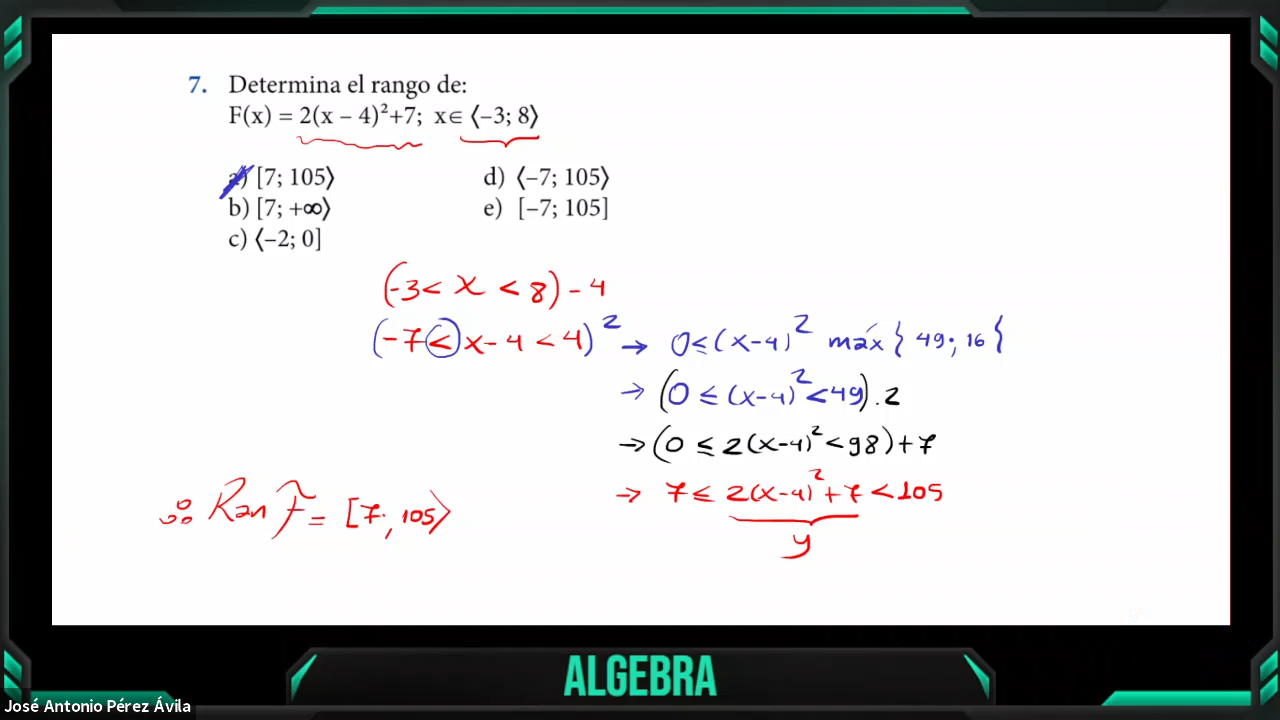 7. Determina el rango de:
F(x) = 2(x – 4)²+7; x∈ ⟨–3; 8⟩
a) [7; 105⟩
b) [7; +∞⟩
c) ⟨–2; 0]
d) ⟨–7; 105⟩
e) [–7; 105]
(-3 < x < 8) - 4
(-7 < x - 4 < 4)² → 0 ≤ (x-4)² máx { 49; 16 {
→ (0 ≤ (x-4)² < 49) . 2
→ (0 ≤ 2(x-4)² < 98) + 7
→ 7 ≤ 2(x-4)² + 7 < 105
y
∴ Ran F = [7; 105⟩
ALGEBRA
José Antonio Pérez Ávila